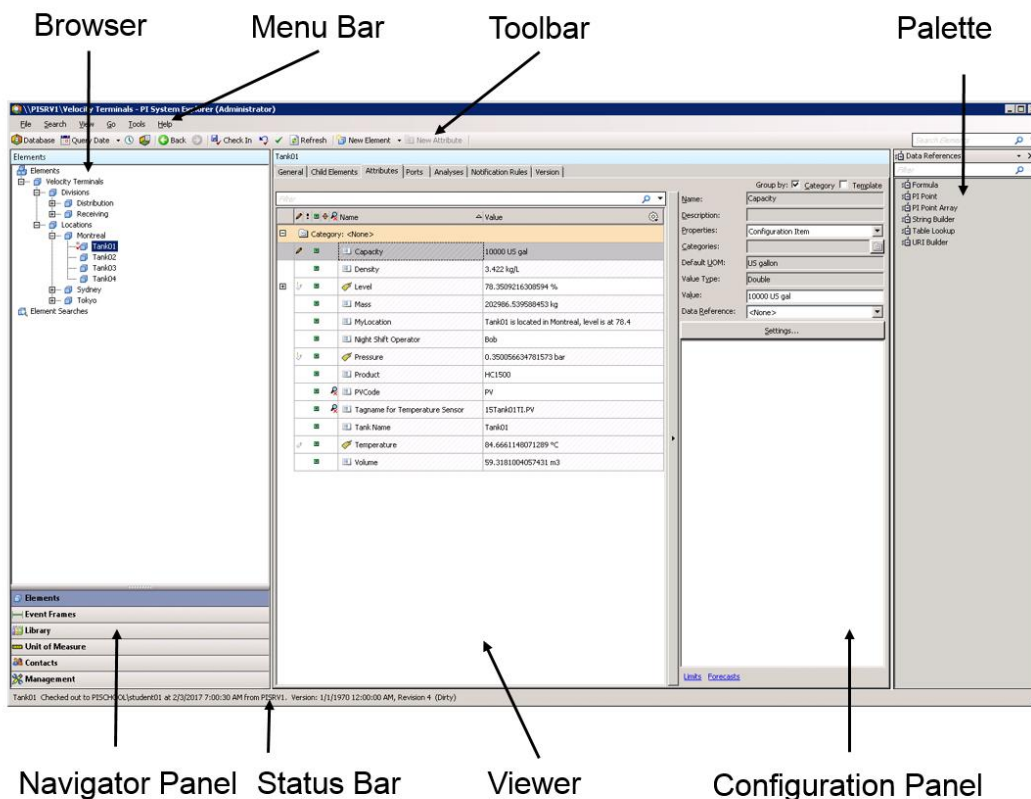 Browser Menu Bar Toolbar Palette
\\PISRV1\Velocity Terminals - PI System Explorer (Administrator)
File Search View Go Tools Help
Database Query Date Back Check In Refresh New Element New Attribute Search Elements
Elements
Elements
Velocity Terminals
Divisions
Distribution
Receiving
Locations
Montreal
Tank01
Tank02
Tank03
Tank04
Sydney
Tokyo
Element Searches
Elements
Event Frames
Library
Unit of Measure
Contacts
Management
Tank01
General Child Elements Attributes Ports Analyses Notification Rules Version
Group by: Category Template
Filter
Name Value
Category: <None>
Capacity 10000 US gal
Density 3.422 kg/L
Level 78.3509216308594 %
Mass 202986.539588453 kg
MyLocation Tank01 is located in Montreal, level is at 78.4
Night Shift Operator Bob
Pressure 0.350056634781573 bar
Product HC1500
PVCode PV
Tagname for Temperature Sensor 15Tank01TI.PV
Tank Name Tank01
Temperature 84.6661148071289 °C
Volume 59.3181004057431 m3
Name: Capacity
Description:
Properties: Configuration Item
Categories:
Default UOM: US gallon
Value Type: Double
Value: 10000 US gal
Data Reference: <None>
Settings...
Limits Forecasts
Data References
Filter
Formula
PI Point
PI Point Array
String Builder
Table Lookup
URI Builder
Tank01 Checked out to PISCHOOL\student01 at 2/3/2017 7:00:30 AM from PISRV1. Version: 1/1/1970 12:00:00 AM, Revision 4 (Dirty)
Navigator Panel Status Bar Viewer Configuration Panel